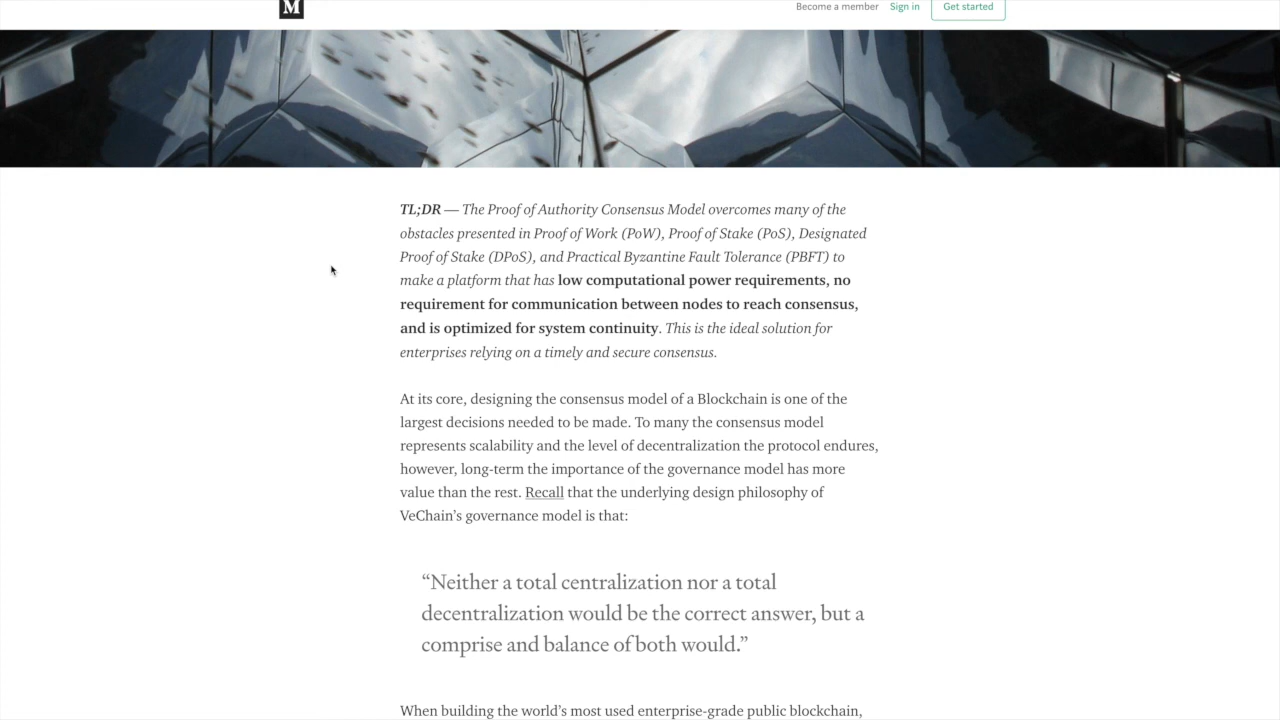 M
Become a member Sign in Get started
TL;DR — The Proof of Authority Consensus Model overcomes many of the
obstacles presented in Proof of Work (PoW), Proof of Stake (PoS), Designated
Proof of Stake (DPoS), and Practical Byzantine Fault Tolerance (PBFT) to
make a platform that has low computational power requirements, no
requirement for communication between nodes to reach consensus,
and is optimized for system continuity. This is the ideal solution for
enterprises relying on a timely and secure consensus.
At its core, designing the consensus model of a Blockchain is one of the
largest decisions needed to be made. To many the consensus model
represents scalability and the level of decentralization the protocol endures,
however, long-term the importance of the governance model has more
value than the rest. Recall that the underlying design philosophy of
VeChain’s governance model is that:
“Neither a total centralization nor a total
decentralization would be the correct answer, but a
comprise and balance of both would.”
When building the world’s most used enterprise-grade public blockchain,